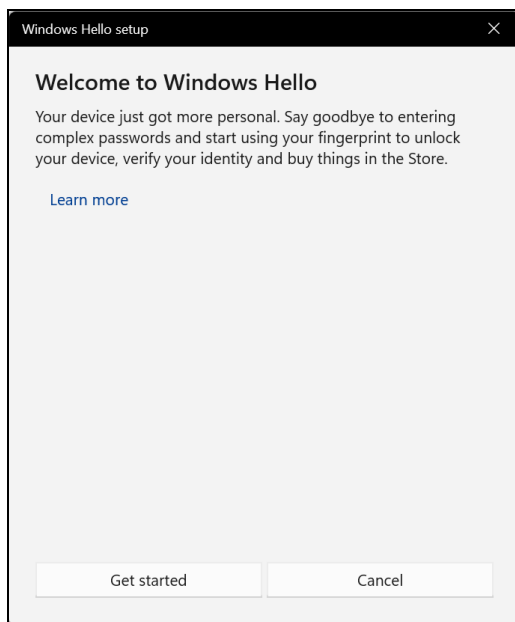 Windows Hello setup
Welcome to Windows Hello
Your device just got more personal. Say goodbye to entering
complex passwords and start using your fingerprint to unlock
your device, verify your identity and buy things in the Store.
Learn more
Get started
Cancel